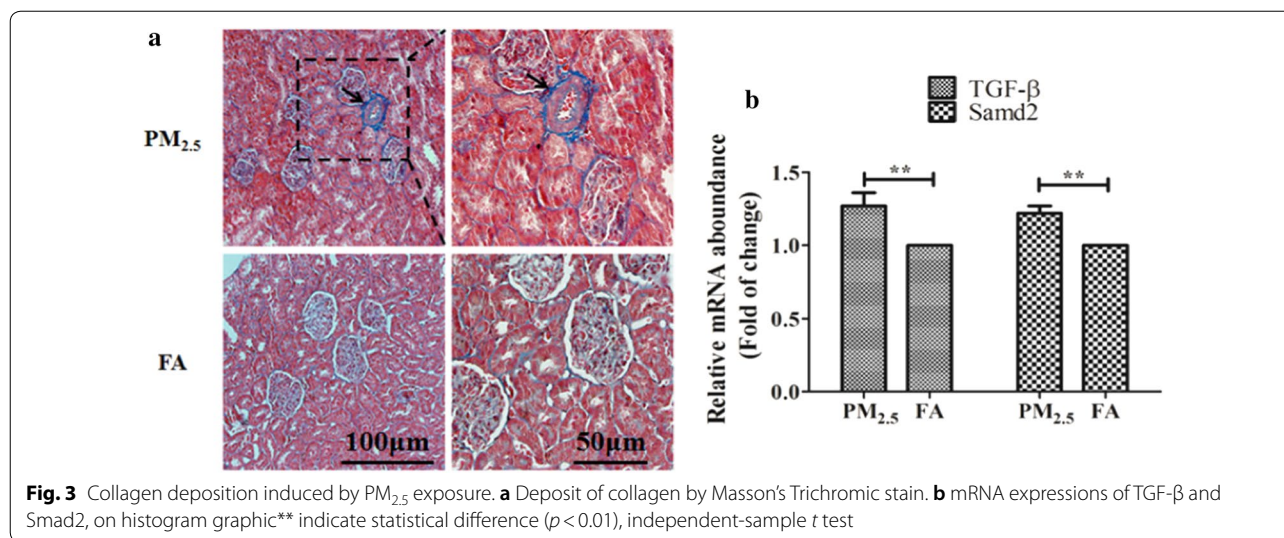 a
PM2.5
FA
100μm
50μm
b
TGF-β
Samd2
Relative mRNA aboundance
(Fold of change)
1.5
1.0
0.5
0.0
**
**
PM2.5 FA PM2.5 FA
Fig. 3 Collagen deposition induced by PM2.5 exposure. a Deposit of collagen by Masson's Trichromic stain. b mRNA expressions of TGF-β and
Smad2, on histogram graphic** indicate statistical difference (p < 0.01), independent-sample t test